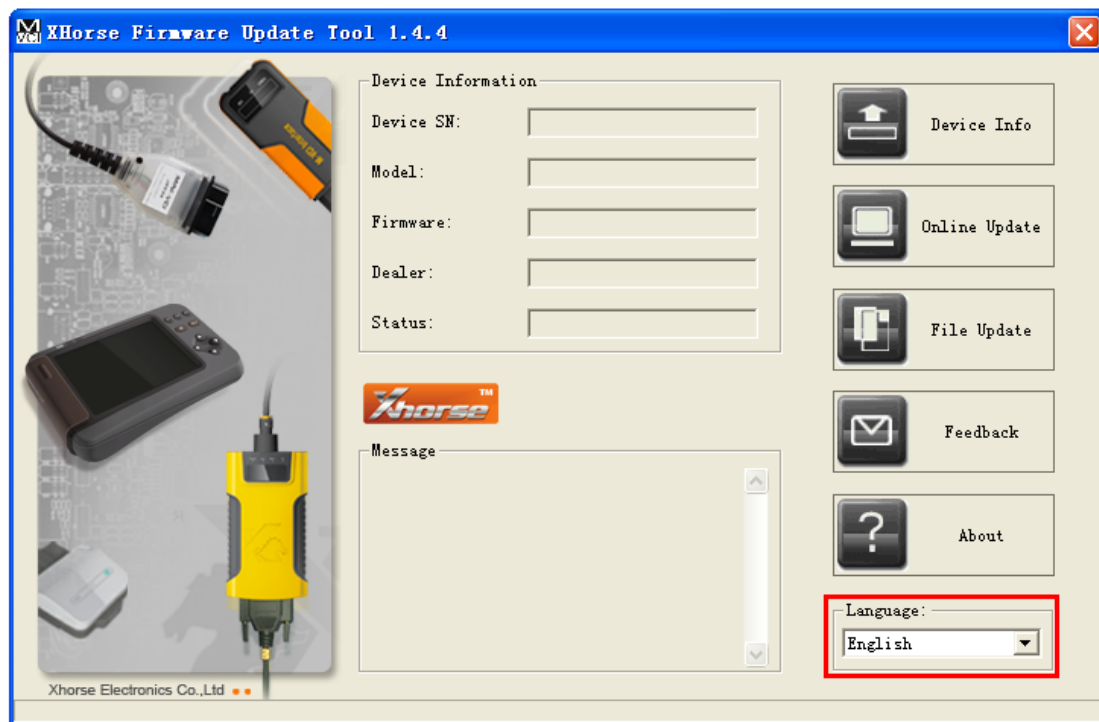 XHorse Firmware Update Tool 1.4.4
Device Information
Device SN:
Model:
Firmware:
Dealer:
Status:
Xhorse™
Message
Device Info
Online Update
File Update
Feedback
About
Language:
English
Xhorse Electronics Co.,Ltd